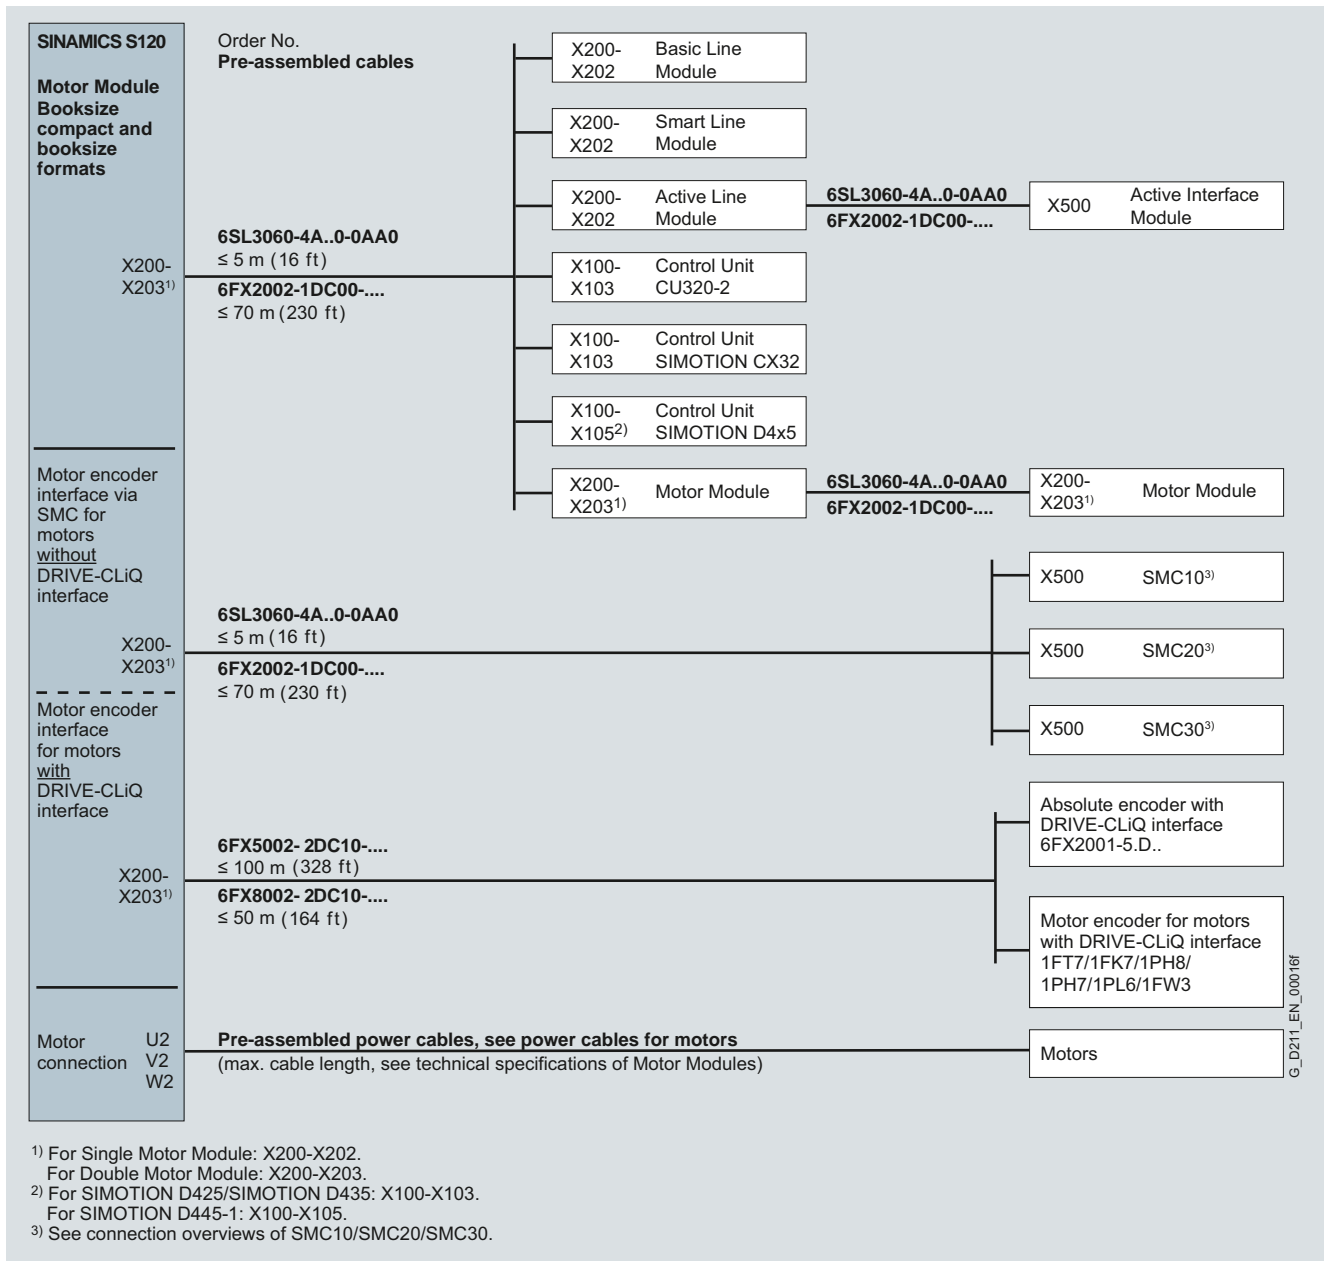 SINAMICS S120
Motor Module
Booksize
compact and
booksize
formats
Order No.
Pre-assembled cables
X200-
X203¹⁾
6SL3060-4A..0-0AA0
≤ 5 m (16 ft)
6FX2002-1DC00-....
≤ 70 m (230 ft)
X200-
X202
Basic Line
Module
X200-
X202
Smart Line
Module
X200-
X202
Active Line
Module
6SL3060-4A..0-0AA0
6FX2002-1DC00-....
X500
Active Interface
Module
X100-
X103
Control Unit
CU320-2
X100-
X103
Control Unit
SIMOTION CX32
X100-
X105²⁾
Control Unit
SIMOTION D4x5
X200-
X203¹⁾
Motor Module
6SL3060-4A..0-0AA0
6FX2002-1DC00-....
X200-
X203¹⁾
Motor Module
Motor encoder
interface via
SMC for
motors
without
DRIVE-CLiQ
interface
X200-
X203¹⁾
6SL3060-4A..0-0AA0
≤ 5 m (16 ft)
6FX2002-1DC00-....
≤ 70 m (230 ft)
X500 SMC10³⁾
X500 SMC20³⁾
X500 SMC30³⁾
Motor encoder
interface
for motors
with
DRIVE-CLiQ
interface
X200-
X203¹⁾
6FX5002- 2DC10-....
≤ 100 m (328 ft)
6FX8002- 2DC10-....
≤ 50 m (164 ft)
Absolute encoder with
DRIVE-CLiQ interface
6FX2001-5.D..
Motor encoder for motors
with DRIVE-CLiQ interface
1FT7/1FK7/1PH8/
1PH7/1PL6/1FW3
Motor
connection
U2
V2
W2
Pre-assembled power cables, see power cables for motors
(max. cable length, see technical specifications of Motor Modules)
Motors
G_D211_EN_00016f
¹⁾ For Single Motor Module: X200-X202.
For Double Motor Module: X200-X203.
²⁾ For SIMOTION D425/SIMOTION D435: X100-X103.
For SIMOTION D445-1: X100-X105.
³⁾ See connection overviews of SMC10/SMC20/SMC30.